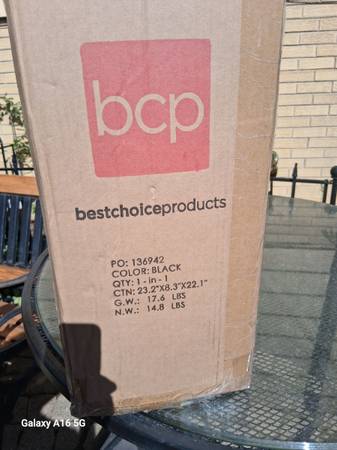 bcp
bestchoiceproducts
PO: 136942
COLOR: BLACK
QTY: 1 - in - 1
CTN: 23.2"X8.3"X22.1"
G.W.: 17.6 LBS
N.W.: 14.8 LBS
Galaxy A16 5G